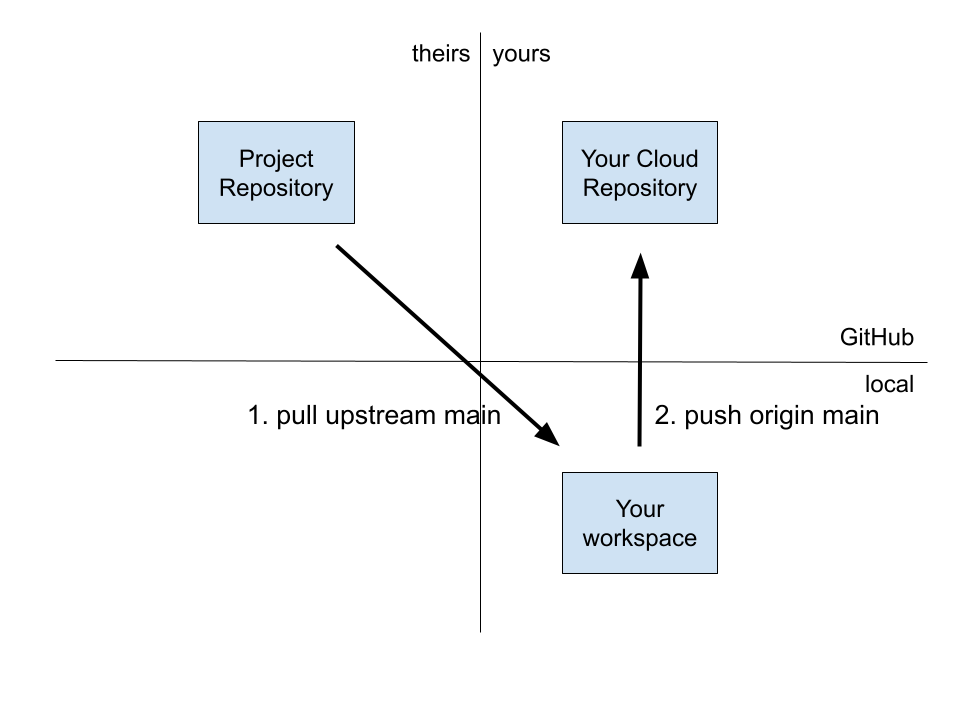 theirs
yours
Project
Repository
Your Cloud
Repository
GitHub
local
1. pull upstream main
2. push origin main
Your
workspace